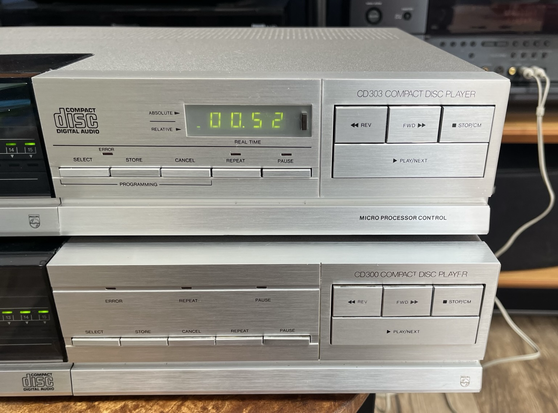 COMPACT
disc
DIGITAL AUDIO
ABSOLUTE
RELATIVE
00.52
REAL TIME
CD303 COMPACT DISC PLAYER
◀◀ REV
FWD ▶▶
■ STOP/CM
▶ PLAY/NEXT
ERROR
SELECT
STORE
CANCEL
REPEAT
PAUSE
PROGRAMMING
14
15
MICRO PROCESSOR CONTROL
CD300 COMPACT DISC PLAYER
◀◀ REV
FWD ▶▶
■ STOP/CM
▶ PLAY/NEXT
ERROR
REPEAT
PAUSE
SELECT
STORE
CANCEL
REPEAT
PAUSE
COMPACT
disc
DIGITAL AUDIO